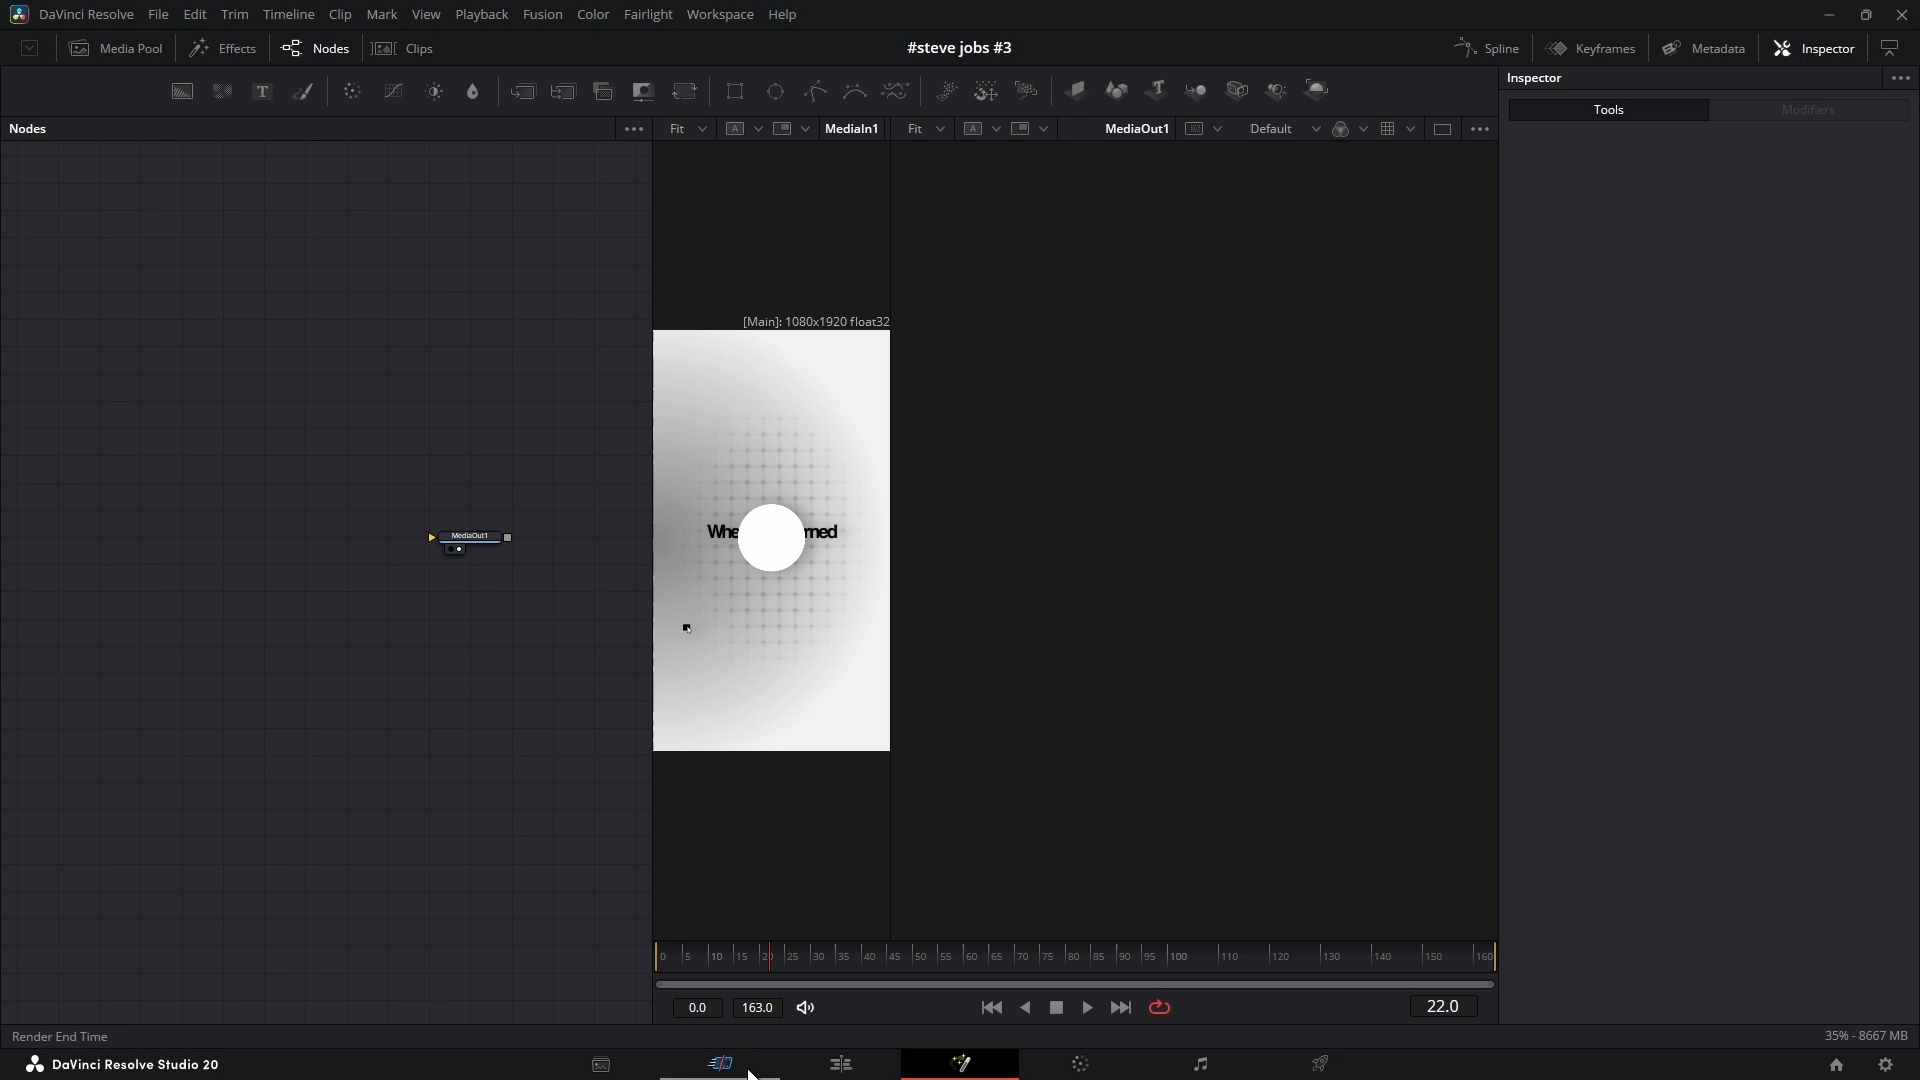 DaVinci Resolve File Edit Trim Timeline Clip Mark View Playback Fusion Color Fairlight Workspace Help
Media Pool Effects Nodes Clips #steve jobs #3 Spline Keyframes Metadata Inspector
Inspector
T
Tools Modifiers
Nodes Fit A MediaIn1 Fit A MediaOut1 Default
[Main]: 1080x1920 float32
Whe rned
MediaOut1
0 5 10 15 20 25 30 35 40 45 50 55 60 65 70 75 80 85 90 95 100 110 120 130 140 150 160
0.0 163.0 22.0
Render End Time 35% - 8667 MB
DaVinci Resolve Studio 20